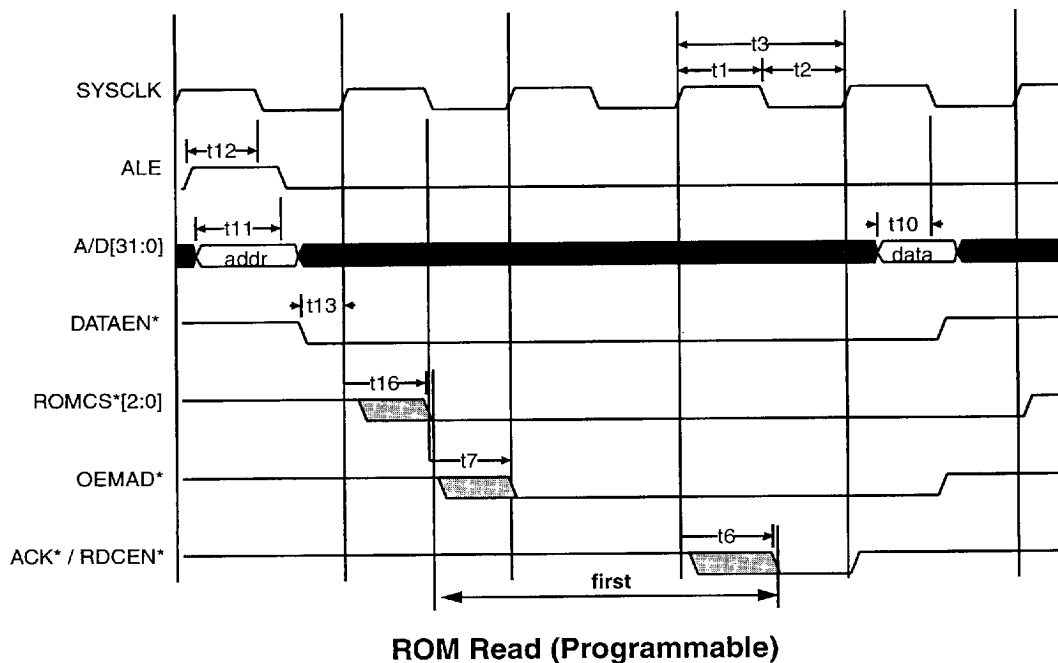 t3
t1
t2
SYSCLK
t12
ALE
t11
t10
A/D[31:0]
addr
data
t13
DATAEN*
t16
ROMCS*[2:0]
t7
OEMAD*
t6
ACK* / RDCEN*
first
ROM Read (Programmable)